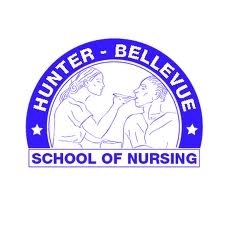 HUNTER - BELLEVUE
SCHOOL OF NURSING